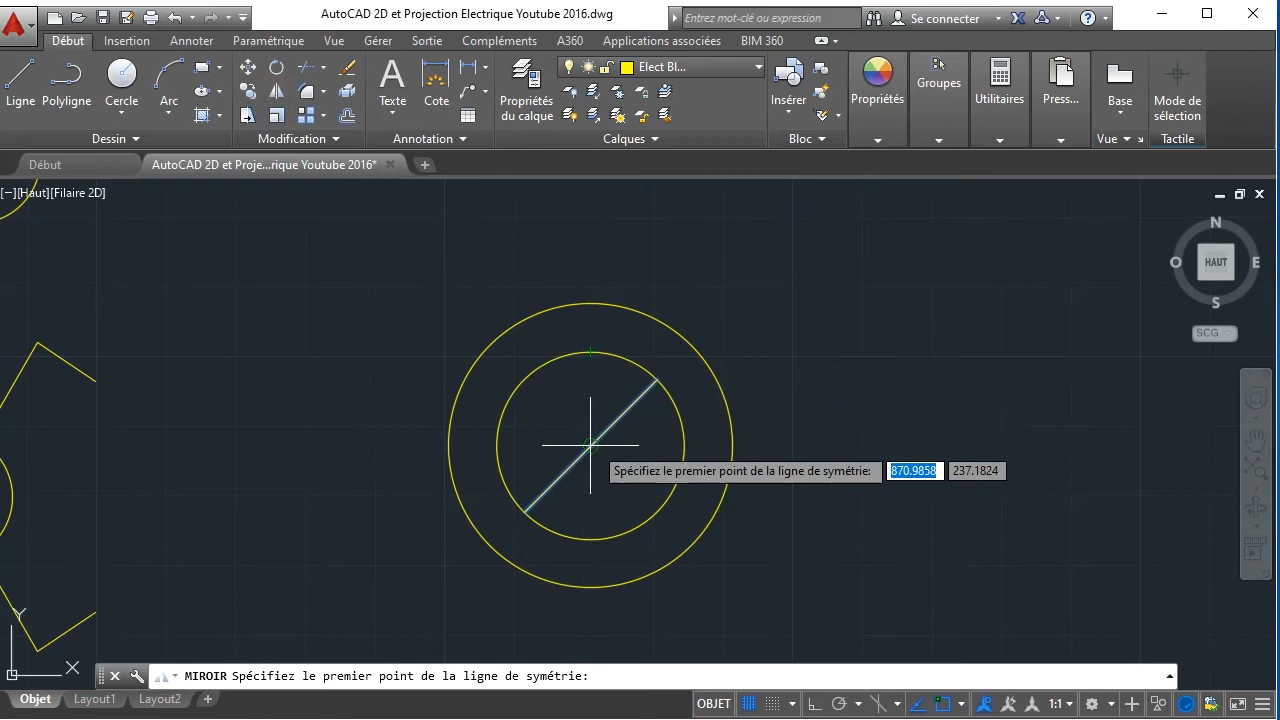 AutoCAD 2D et Projection Electrique Youtube 2016.dwg
Entrez mot-clé ou expression
Se connecter
Début Insertion Annoter Paramétrique Vue Gérer Sortie Compléments A360 Applications associées BIM 360
Ligne Polyligne Cercle Arc
Texte Cote
Propriétés du calque
Elect Bl...
Insérer
Propriétés Groupes Utilitaires Press... Base
Mode de sélection
Dessin Modification Annotation Calques Bloc Vue Tactile
Début AutoCAD 2D et Proje...rique Youtube 2016*
[−][Haut][Filaire 2D]
N
O HAUT E
S
SCG
Spécifiez le premier point de la ligne de symétrie: 870.9858 237.1824
Y
X
MIROIR Spécifiez le premier point de la ligne de symétrie:
Objet Layout1 Layout2 +
OBJET 1:1